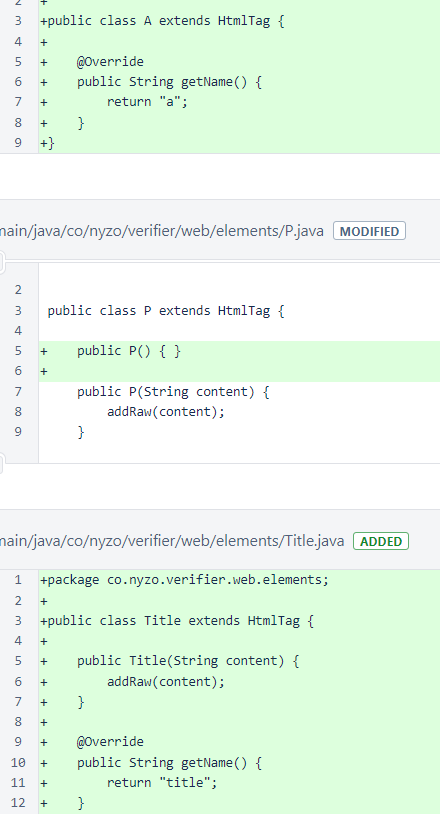 2 +
3 +public class A extends HtmlTag {
4 +
5 +    @Override
6 +    public String getName() {
7 +        return "a";
8 +    }
9 +}
main/java/co/nyzo/verifier/web/elements/P.java MODIFIED
2
3  public class P extends HtmlTag {
4
5 +    public P() { }
6 +
7      public P(String content) {
8          addRaw(content);
9      }
main/java/co/nyzo/verifier/web/elements/Title.java ADDED
1 +package co.nyzo.verifier.web.elements;
2 +
3 +public class Title extends HtmlTag {
4 +
5 +    public Title(String content) {
6 +        addRaw(content);
7 +    }
8 +
9 +    @Override
10 +    public String getName() {
11 +        return "title";
12 +    }